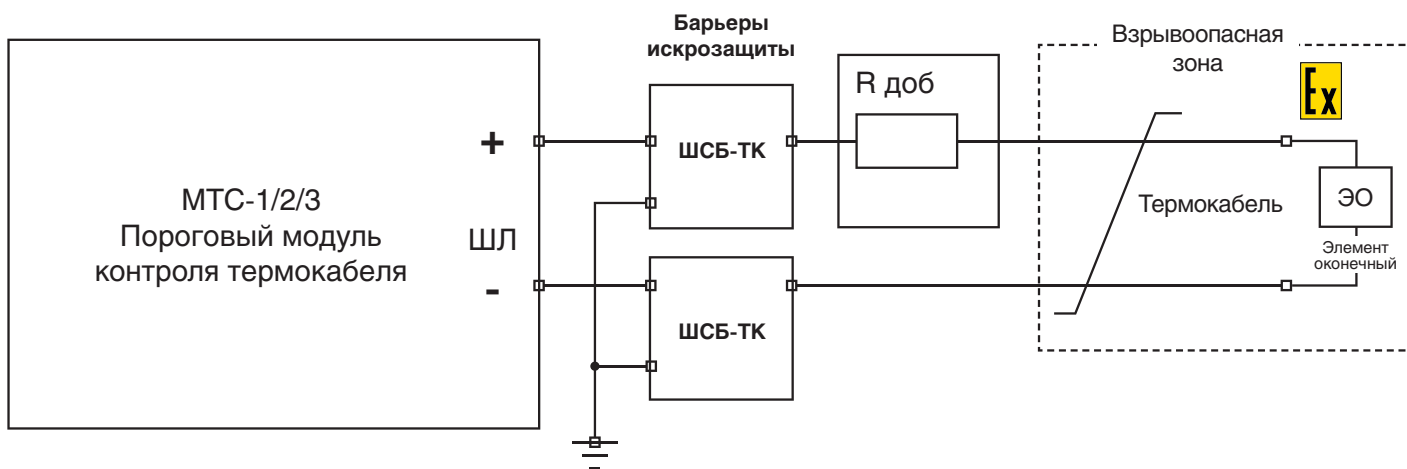 Барьеры
искрозащиты
Взрывоопасная
зона
Ex
R доб
+
ШСБ-ТК
МТС-1/2/3
Пороговый модуль
контроля термокабеля
ШЛ
-
Термокабель
ЭО
Элемент
оконечный
ШСБ-ТК